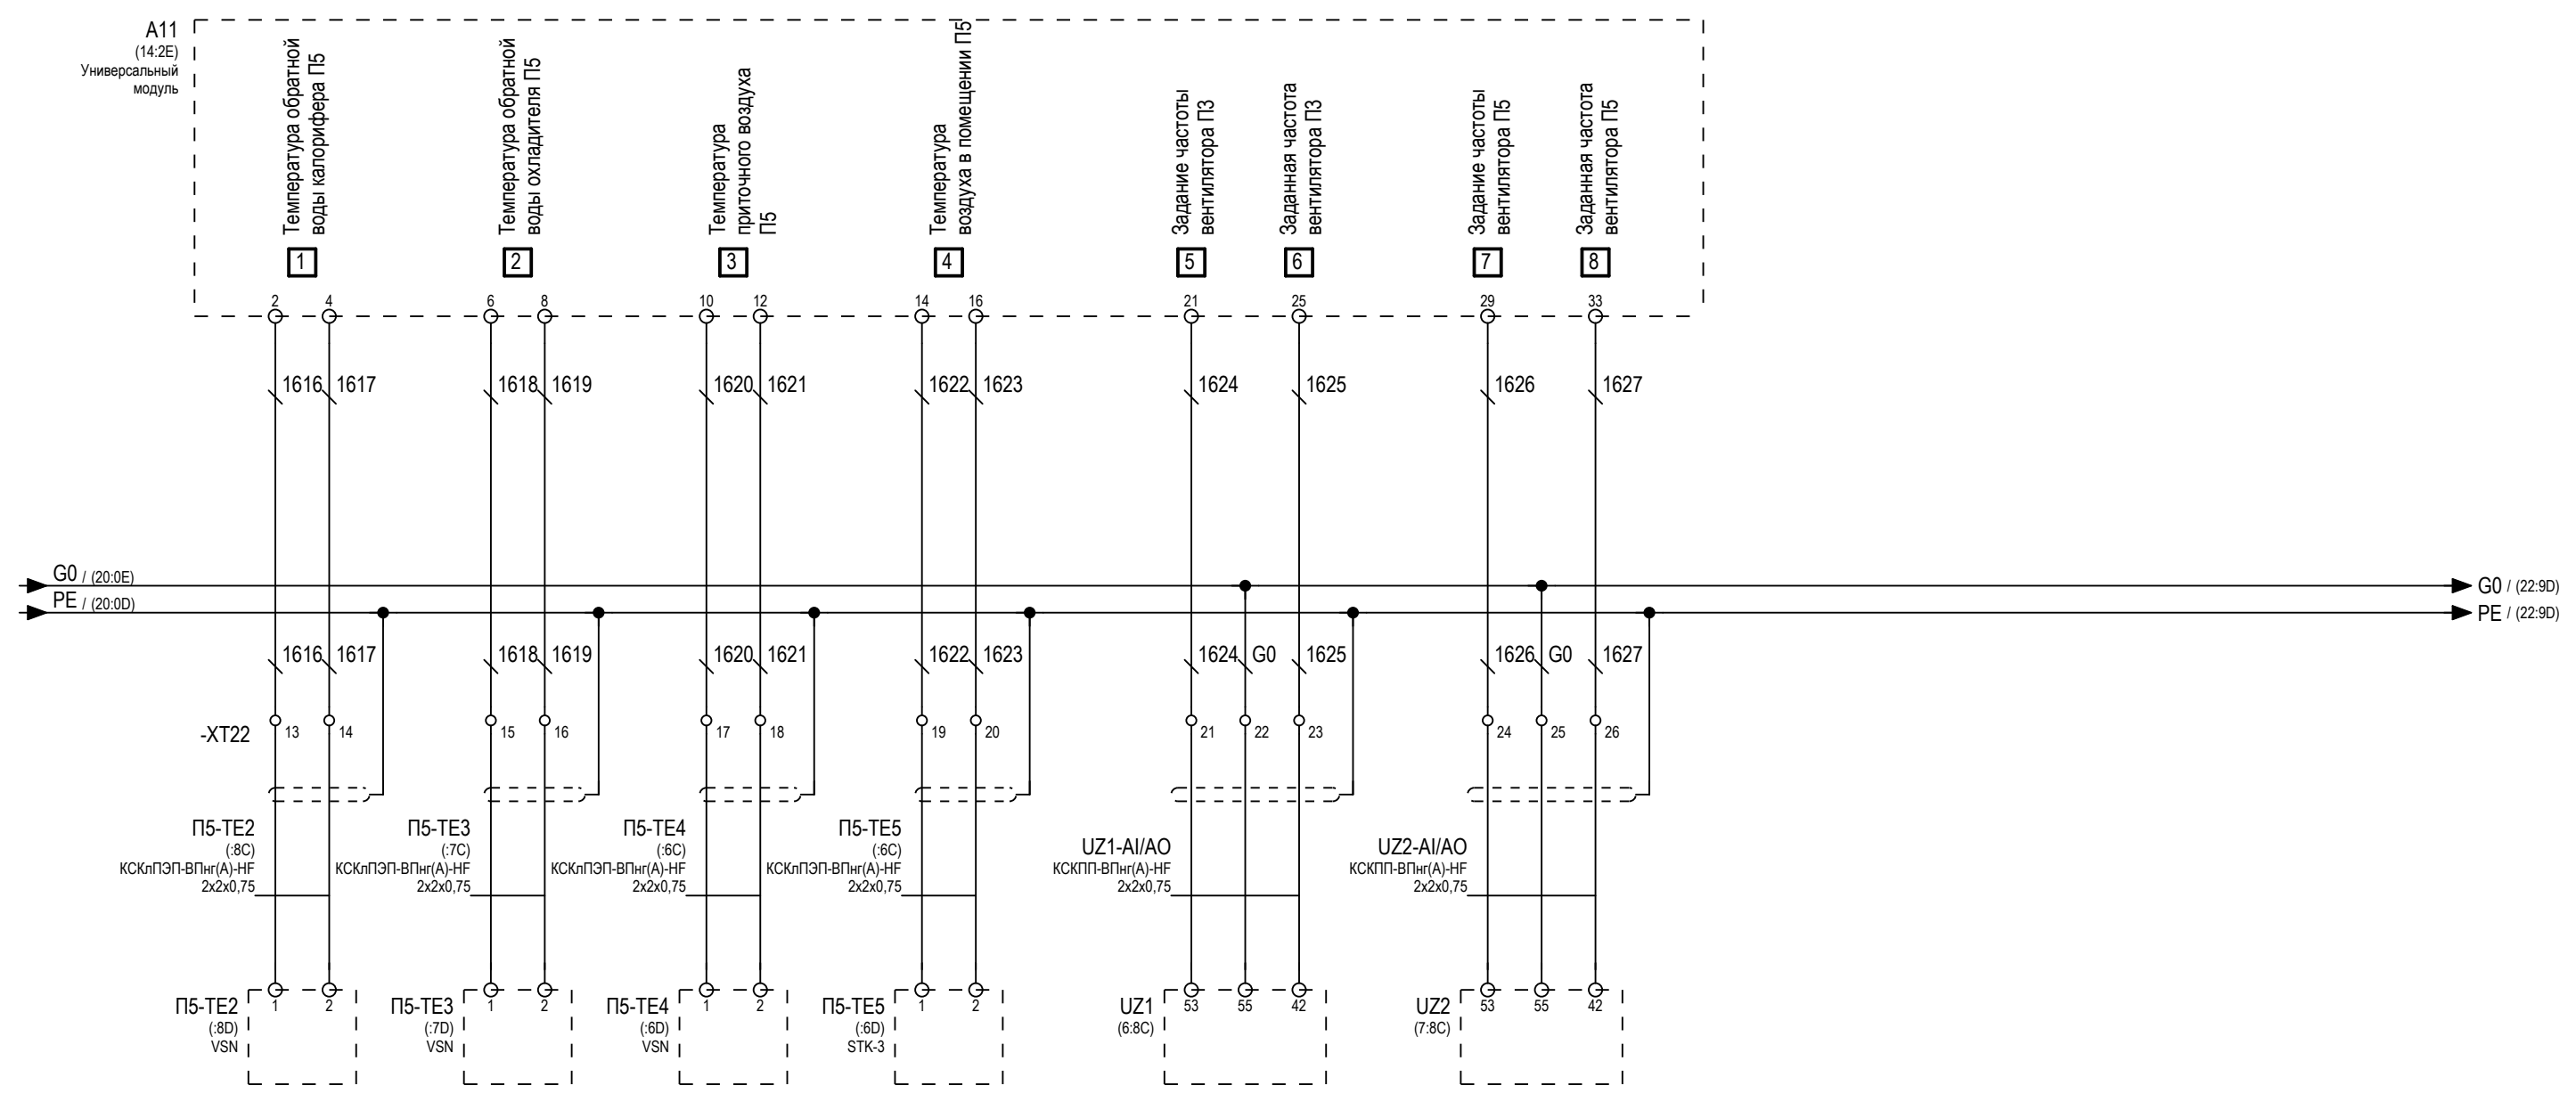 A11
(14:2E)
Универсальный
модуль
Температура обратной
воды калорифера П5
Температура обратной
воды охладителя П5
Температура
приточного воздуха
П5
Температура
воздуха в помещении П5
Задание частоты
вентилятора П3
Заданная частота
вентилятора П3
Задание частоты
вентилятора П5
Заданная частота
вентилятора П5
1 2 3 4 5 6 7 8
2 4 6 8 10 12 14 16 21 25 29 33
1616 1617 1618 1619 1620 1621 1622 1623 1624 1625 1626 1627
G0 / (20:0E) G0 / (22:9D)
PE / (20:0D) PE / (22:9D)
1616 1617 1618 1619 1620 1621 1622 1623 1624 G0 1625 1626 G0 1627
-XT22 13 14 15 16 17 18 19 20 21 22 23 24 25 26
П5-TE2
(:8C)
КСКлПЭП-ВПнг(А)-HF
2x2x0,75
П5-TE3
(:7C)
КСКлПЭП-ВПнг(А)-HF
2x2x0,75
П5-TE4
(:6C)
КСКлПЭП-ВПнг(А)-HF
2x2x0,75
П5-TE5
(:6C)
КСКлПЭП-ВПнг(А)-HF
2x2x0,75
UZ1-AI/AO
КСКПП-ВПнг(А)-HF
2x2x0,75
UZ2-AI/AO
КСКПП-ВПнг(А)-HF
2x2x0,75
П5-TE2 1 2
(:8D)
VSN
П5-TE3 1 2
(:7D)
VSN
П5-TE4 1 2
(:6D)
VSN
П5-TE5 1 2
(:6D)
STK-3
UZ1 53 55 42
(6:8C)
UZ2 53 55 42
(7:8C)